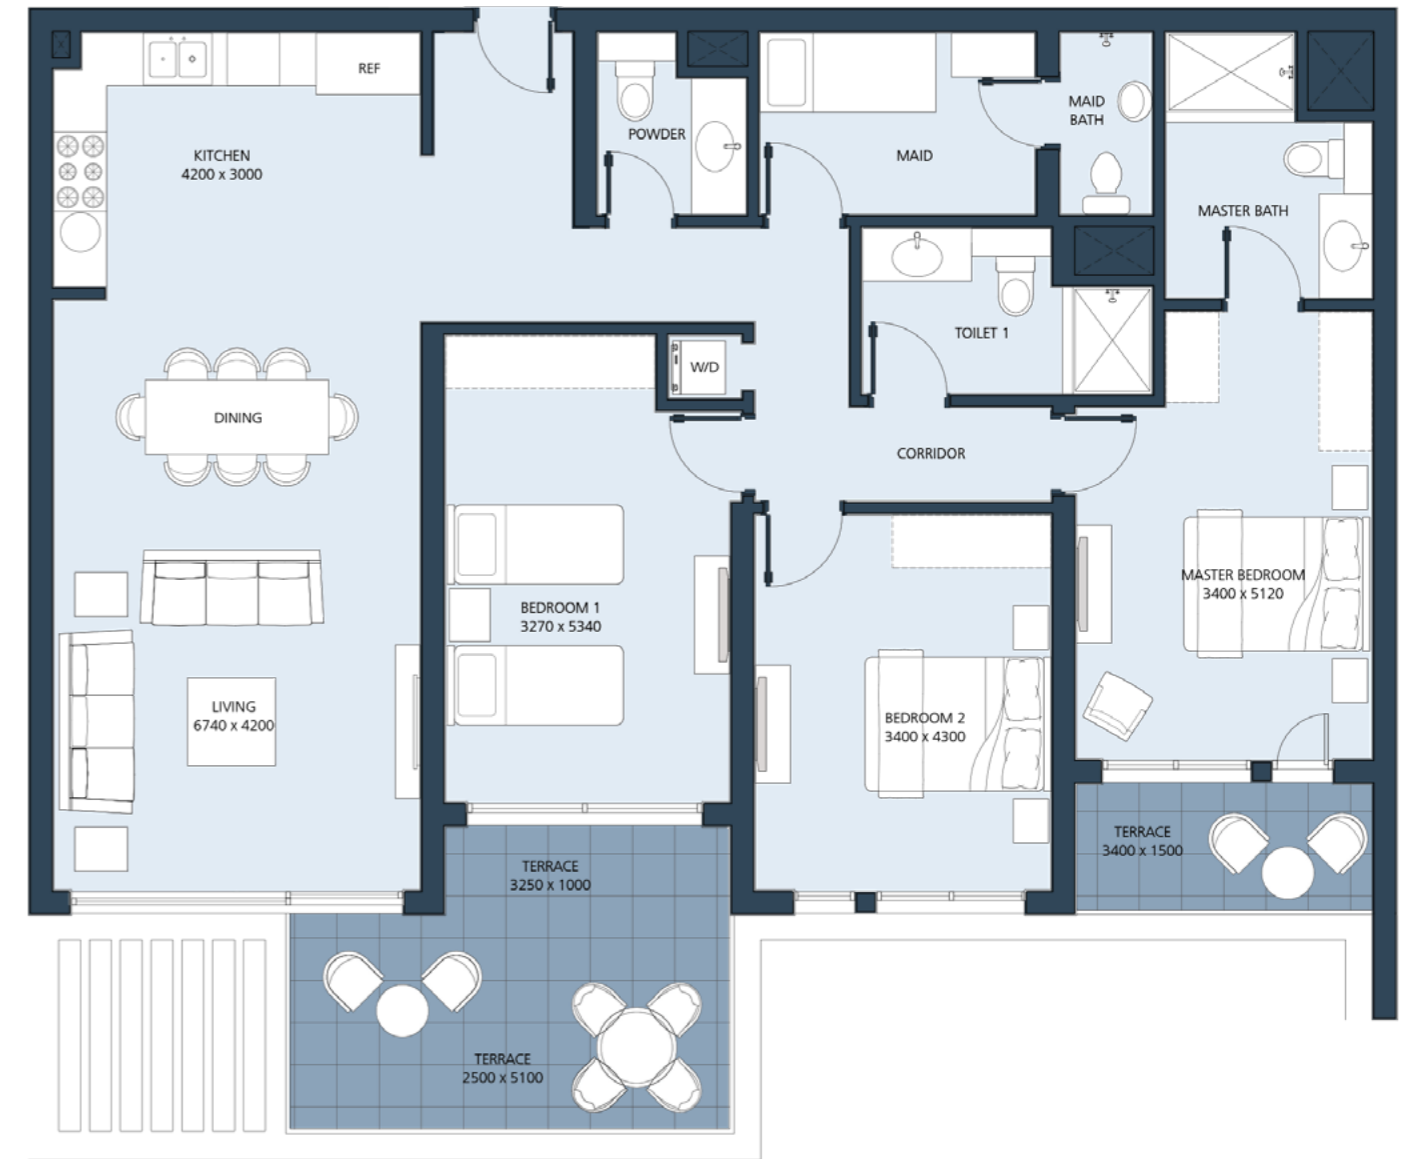 REF
KITCHEN
4200 x 3000
POWDER
MAID
MAID
BATH
MASTER BATH
TOILET 1
W/D
DINING
CORRIDOR
BEDROOM 1
3270 x 5340
MASTER BEDROOM
3400 x 5120
LIVING
6740 x 4200
BEDROOM 2
3400 x 4300
TERRACE
3400 x 1500
TERRACE
3250 x 1000
TERRACE
2500 x 5100